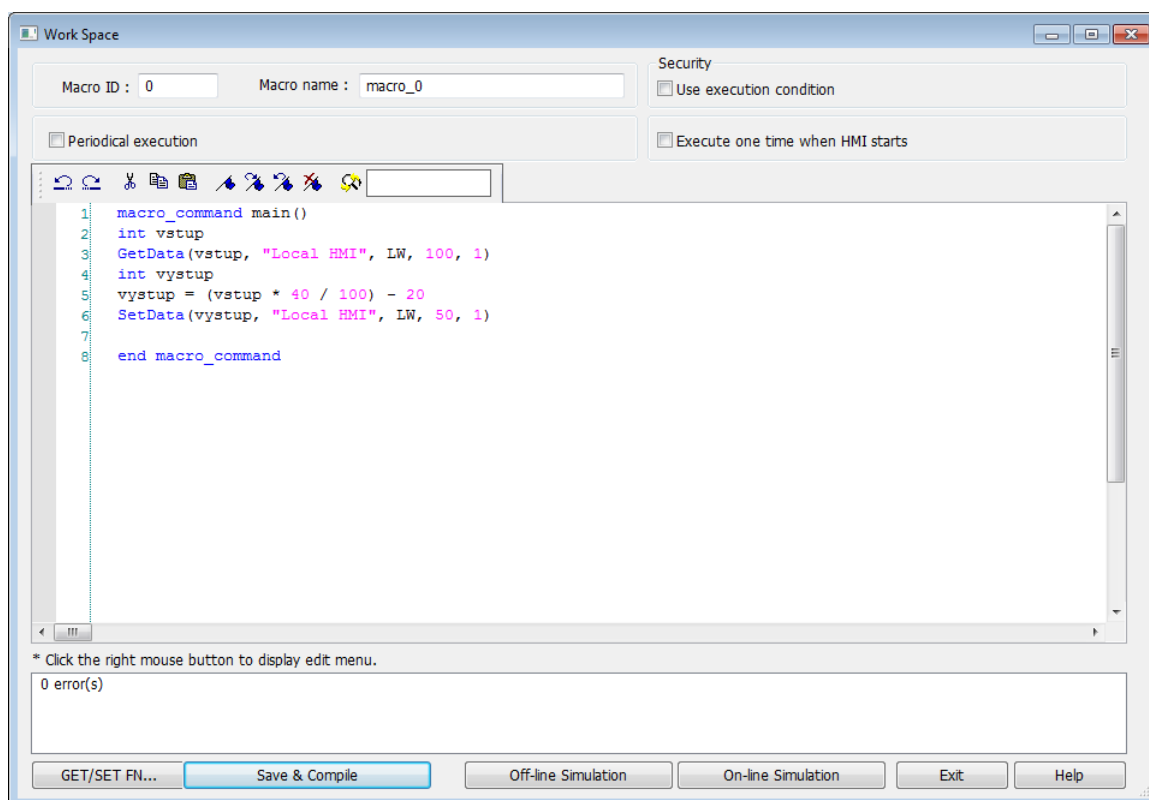 Work Space
Security
Macro ID : 0 Macro name : macro_0
Use execution condition
Periodical execution
Execute one time when HMI starts
1 macro_command main()
2 int vstup
3 GetData(vstup, "Local HMI", LW, 100, 1)
4 int vystup
5 vystup = (vstup * 40 / 100) - 20
6 SetData(vystup, "Local HMI", LW, 50, 1)
7
8 end macro_command
* Click the right mouse button to display edit menu.
0 error(s)
GET/SET FN... Save & Compile Off-line Simulation On-line Simulation Exit Help